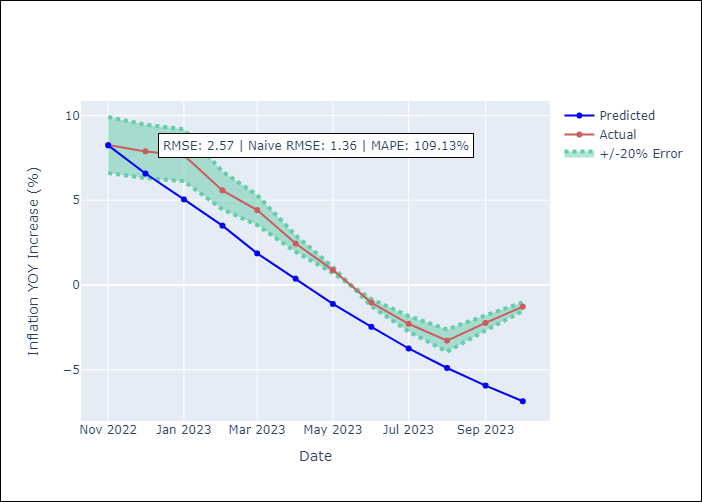 RMSE: 2.57 | Naive RMSE: 1.36 | MAPE: 109.13%
Predicted
Actual
+/-20% Error
10
5
0
−5
Inflation YOY Increase (%)
Nov 2022 Jan 2023 Mar 2023 May 2023 Jul 2023 Sep 2023
Date